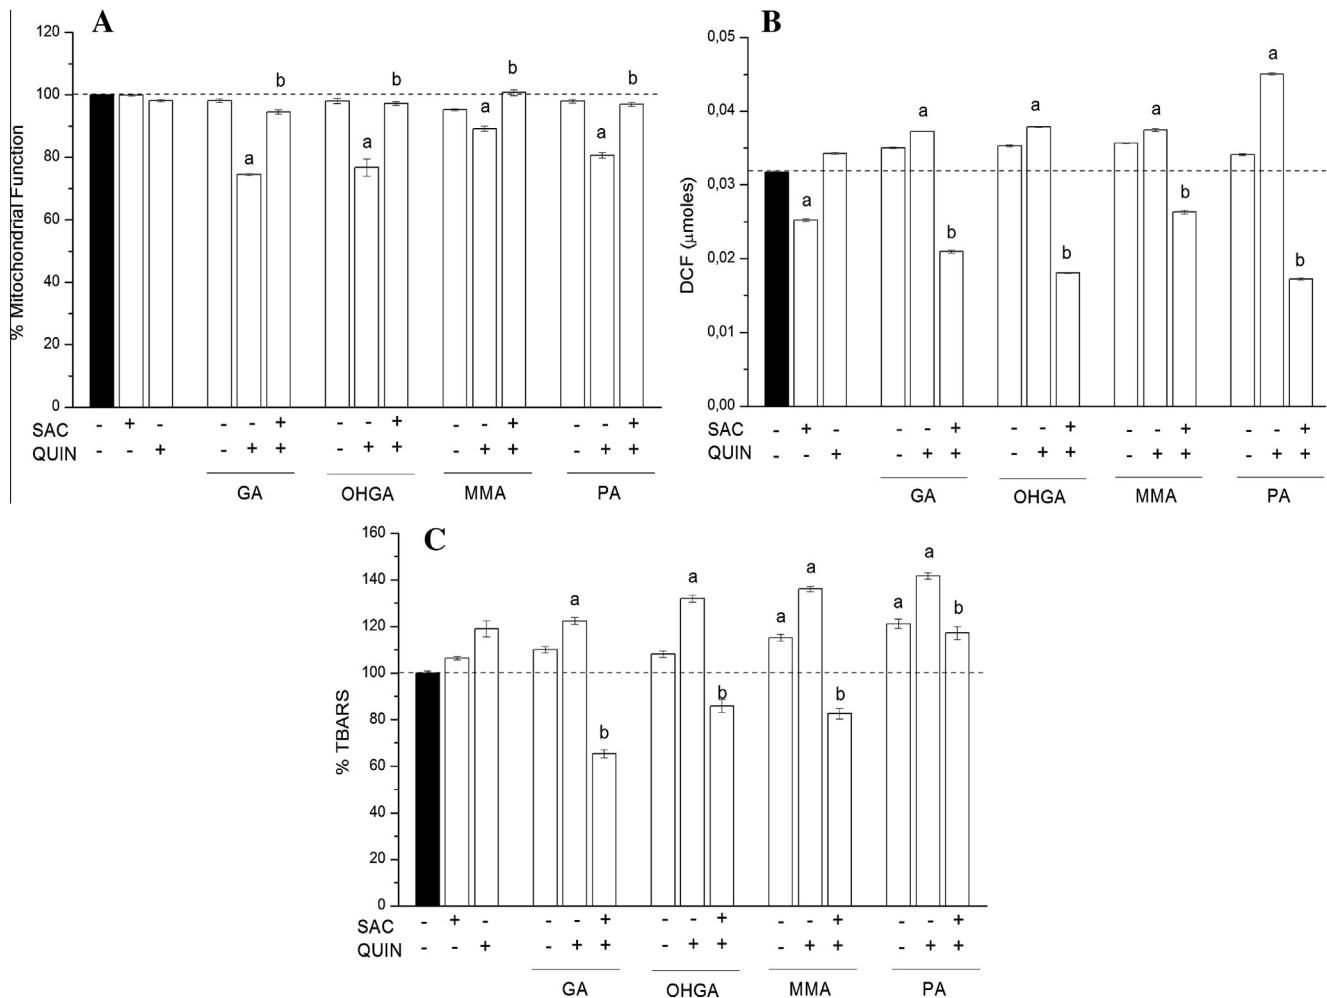 A
% Mitochondrial Function
120
100
80
60
40
20
0
b
b
b
b
a
a
a
a
SAC - + - - - + - - + - - + - - +
QUIN - - + - + + - + + - + + - + +
GA OHGA MMA PA
B
DCF (μmoles)
0,05
0,04
0,03
0,02
0,01
0,00
a
a
a
a
a
b
b
b
b
SAC - + - - - + - - + - - + - - +
QUIN - - + - + + - + + - + + - + +
GA OHGA MMA PA
C
% TBARS
160
140
120
100
80
60
40
20
0
a
a
a
a
a
a
b
b
b
b
SAC - + - - - + - - + - - + - - +
QUIN - - + - + + - + + - + + - + +
GA OHGA MMA PA